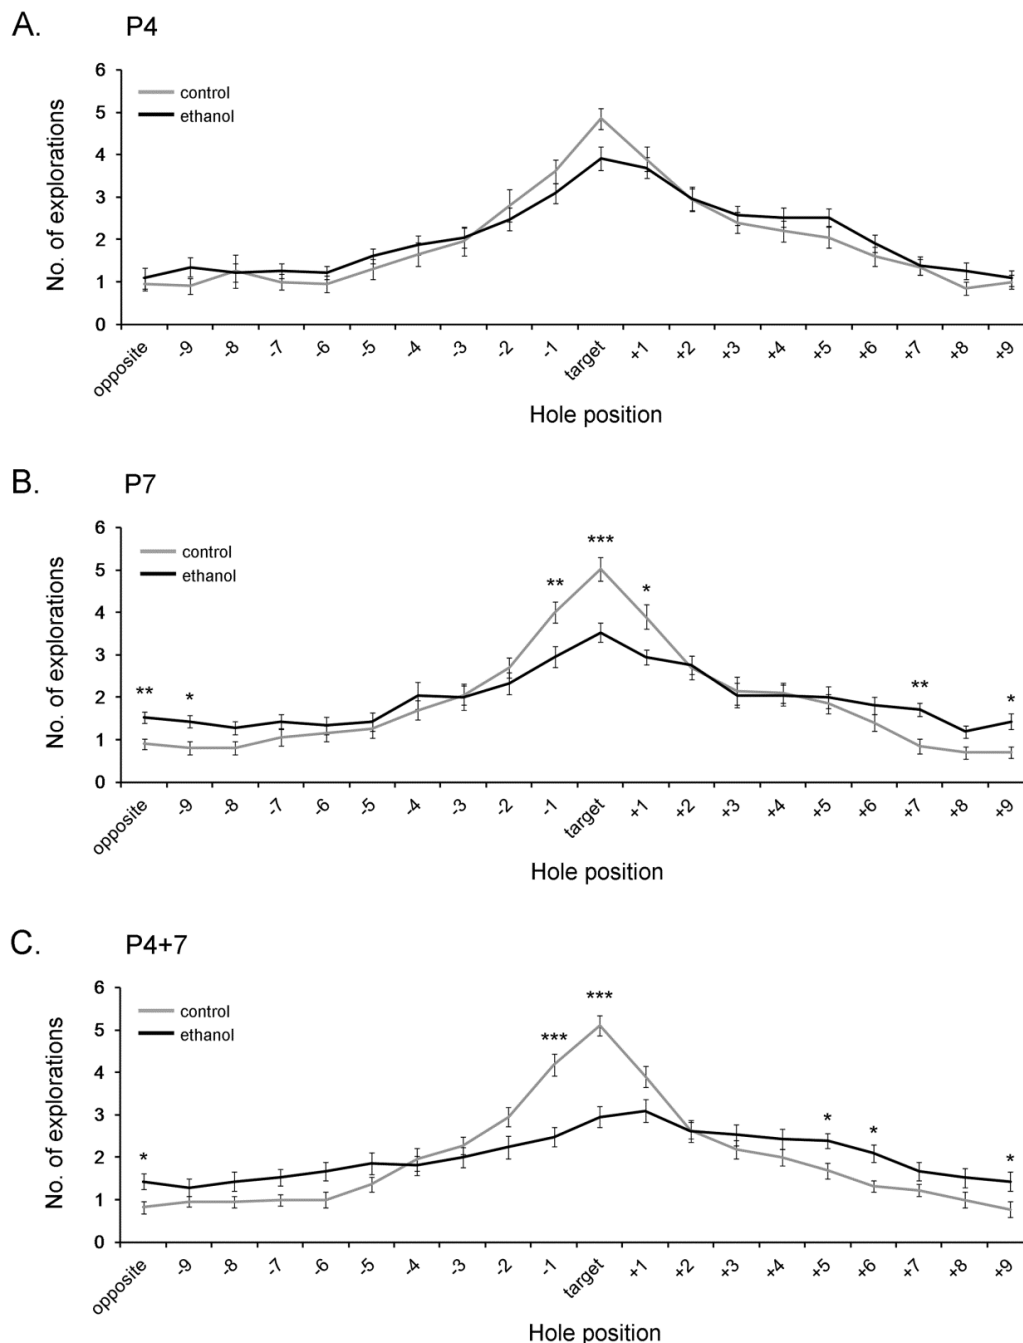 A. P4
6
5
4
3
2
1
0
No. of explorations
control
ethanol
opposite -9 -8 -7 -6 -5 -4 -3 -2 -1 target +1 +2 +3 +4 +5 +6 +7 +8 +9
Hole position
B. P7
6
5
4
3
2
1
0
No. of explorations
control
ethanol
** * ** *** * ** *
opposite -9 -8 -7 -6 -5 -4 -3 -2 -1 target +1 +2 +3 +4 +5 +6 +7 +8 +9
Hole position
C. P4+7
6
5
4
3
2
1
0
No. of explorations
control
ethanol
* *** *** * * *
opposite -9 -8 -7 -6 -5 -4 -3 -2 -1 target +1 +2 +3 +4 +5 +6 +7 +8 +9
Hole position